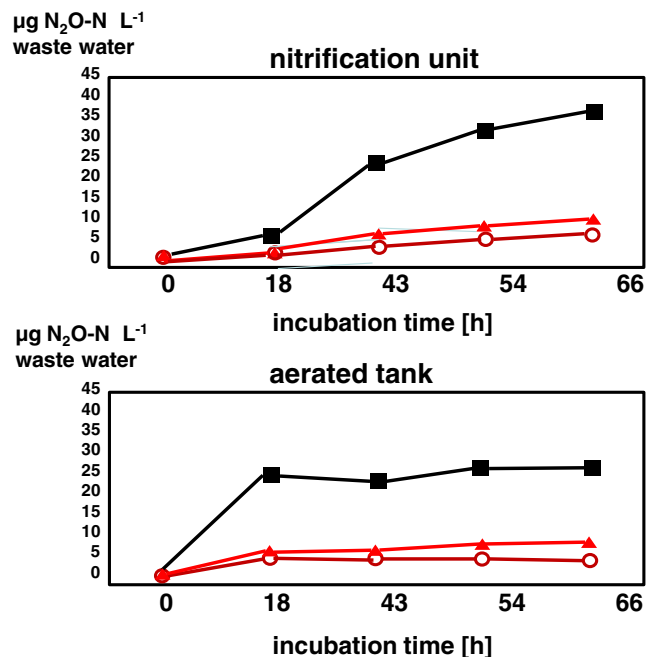 µg N₂O-N L⁻¹
waste water
nitrification unit
45
40
35
30
25
20
15
10
5
0
0 18 43 54 66
incubation time [h]
µg N₂O-N L⁻¹
waste water
aerated tank
45
40
35
30
25
20
15
10
5
0
0 18 43 54 66
incubation time [h]